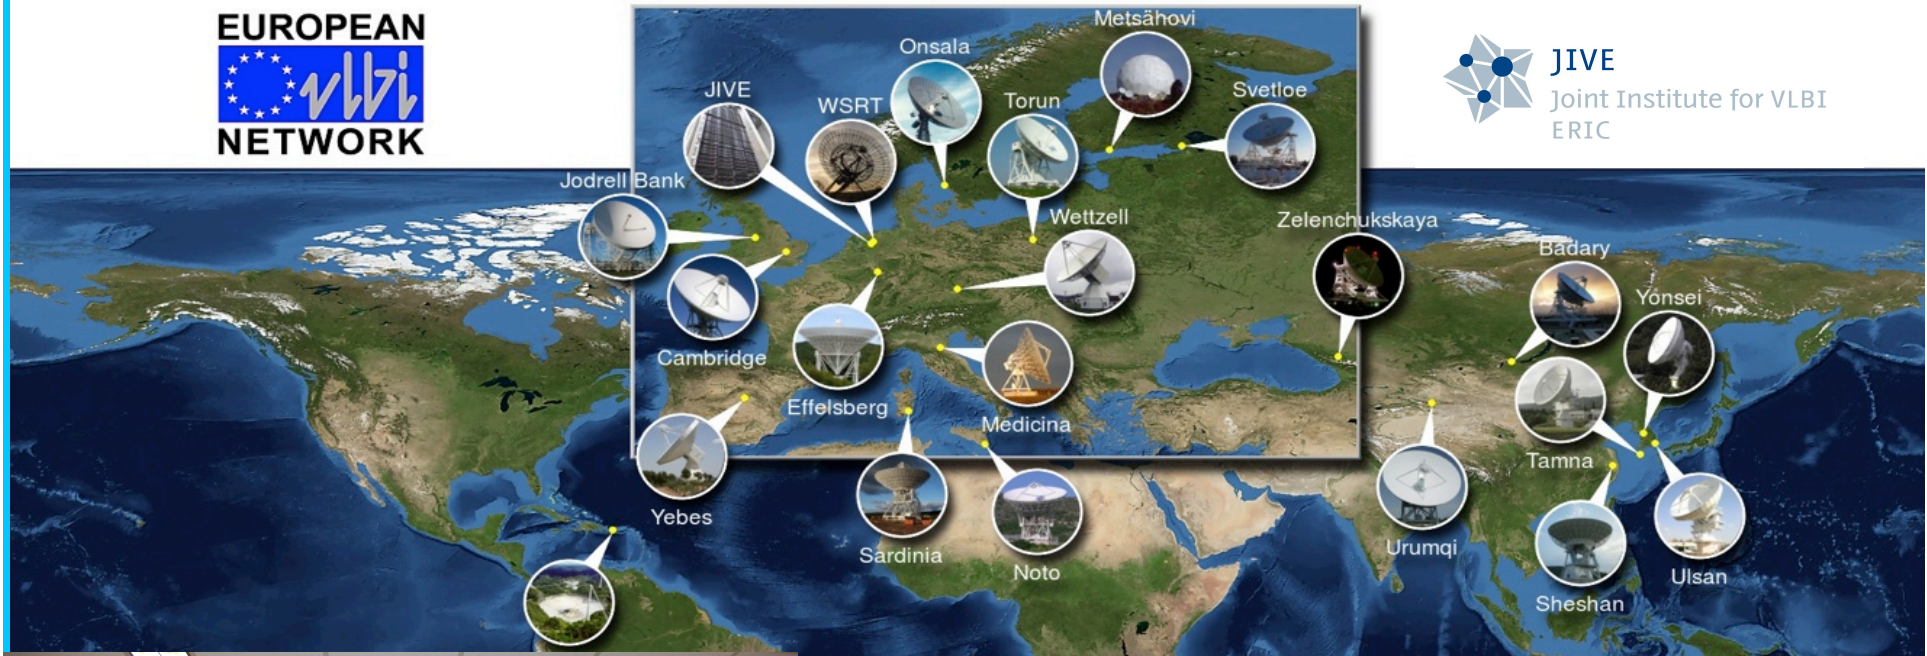 EUROPEAN
vlbi
NETWORK
JIVE
Joint Institute for VLBI
ERIC
Metsähovi
Onsala
JIVE
WSRT
Torun
Svetloe
Jodrell Bank
Wettzell
Zelenchukskaya
Badary
Yonsei
Cambridge
Effelsberg
Medicina
Tamna
Yebes
Sardinia
Noto
Urumqi
Ulsan
Sheshan